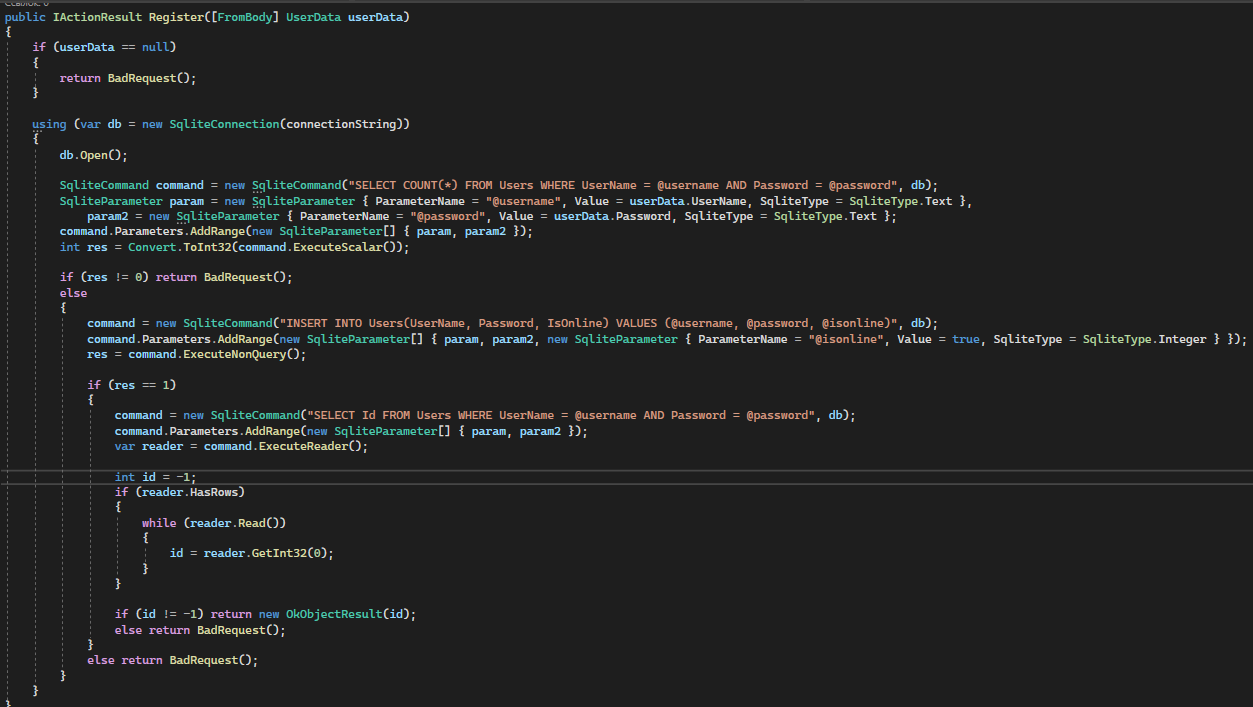 Ссылок: 0
public IActionResult Register([FromBody] UserData userData)
{
if (userData == null)
{
return BadRequest();
}
using (var db = new SqliteConnection(connectionString))
{
db.Open();
SqliteCommand command = new SqliteCommand("SELECT COUNT(*) FROM Users WHERE UserName = @username AND Password = @password", db);
SqliteParameter param = new SqliteParameter { ParameterName = "@username", Value = userData.UserName, SqliteType = SqliteType.Text },
param2 = new SqliteParameter { ParameterName = "@password", Value = userData.Password, SqliteType = SqliteType.Text };
command.Parameters.AddRange(new SqliteParameter[] { param, param2 });
int res = Convert.ToInt32(command.ExecuteScalar());
if (res != 0) return BadRequest();
else
{
command = new SqliteCommand("INSERT INTO Users(UserName, Password, IsOnline) VALUES (@username, @password, @isonline)", db);
command.Parameters.AddRange(new SqliteParameter[] { param, param2, new SqliteParameter { ParameterName = "@isonline", Value = true, SqliteType = SqliteType.Integer } });
res = command.ExecuteNonQuery();
if (res == 1)
{
command = new SqliteCommand("SELECT Id FROM Users WHERE UserName = @username AND Password = @password", db);
command.Parameters.AddRange(new SqliteParameter[] { param, param2 });
var reader = command.ExecuteReader();
int id = -1;
if (reader.HasRows)
{
while (reader.Read())
{
id = reader.GetInt32(0);
}
}
if (id != -1) return new OkObjectResult(id);
else return BadRequest();
}
else return BadRequest();
}
}
}